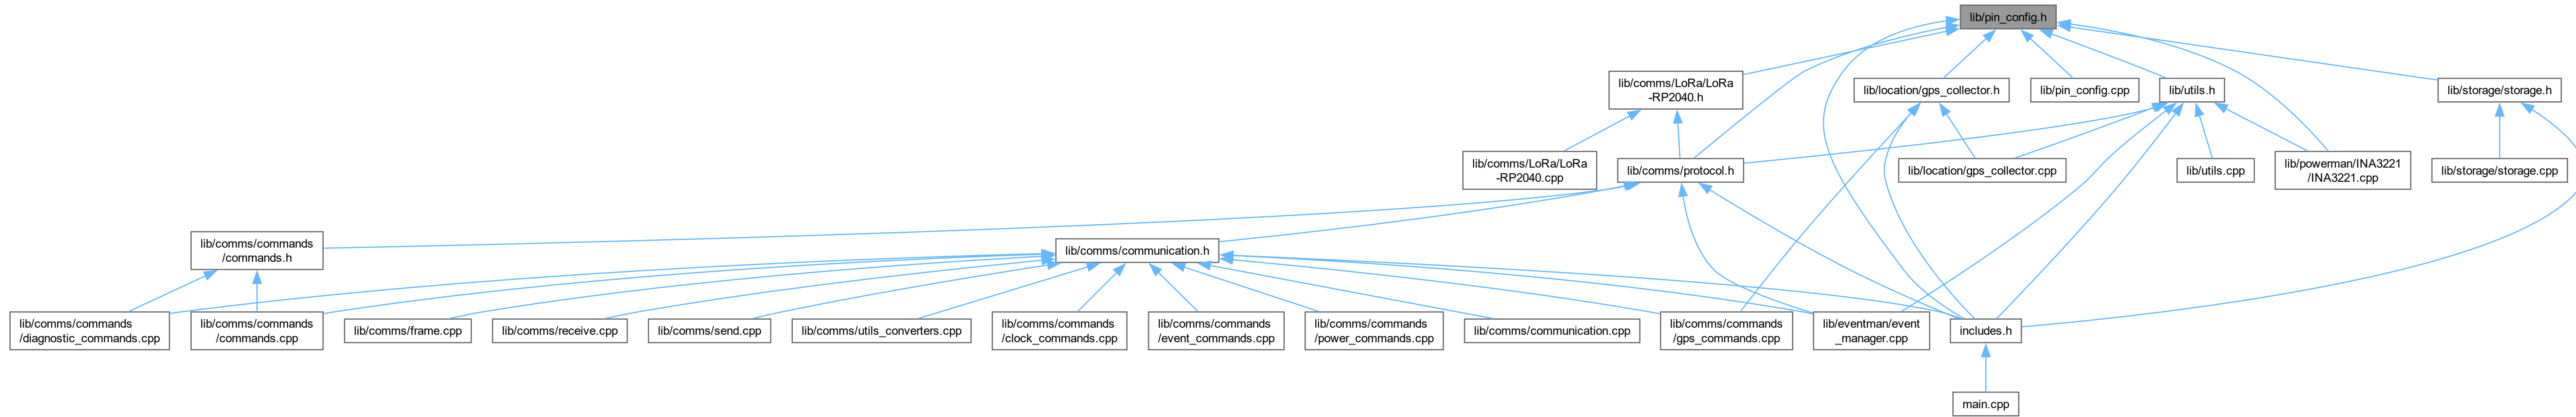 lib/pin_config.h
lib/comms/LoRa/LoRa
-RP2040.h
lib/location/gps_collector.h
lib/pin_config.cpp
lib/utils.h
lib/storage/storage.h
lib/comms/LoRa/LoRa
-RP2040.cpp
lib/comms/protocol.h
lib/location/gps_collector.cpp
lib/utils.cpp
lib/powerman/INA3221
/INA3221.cpp
lib/storage/storage.cpp
lib/comms/commands
/commands.h
lib/comms/communication.h
lib/comms/commands
/diagnostic_commands.cpp
lib/comms/commands
/commands.cpp
lib/comms/frame.cpp
lib/comms/receive.cpp
lib/comms/send.cpp
lib/comms/utils_converters.cpp
lib/comms/commands
/clock_commands.cpp
lib/comms/commands
/event_commands.cpp
lib/comms/commands
/power_commands.cpp
lib/comms/communication.cpp
lib/comms/commands
/gps_commands.cpp
lib/eventman/event
_manager.cpp
includes.h
main.cpp